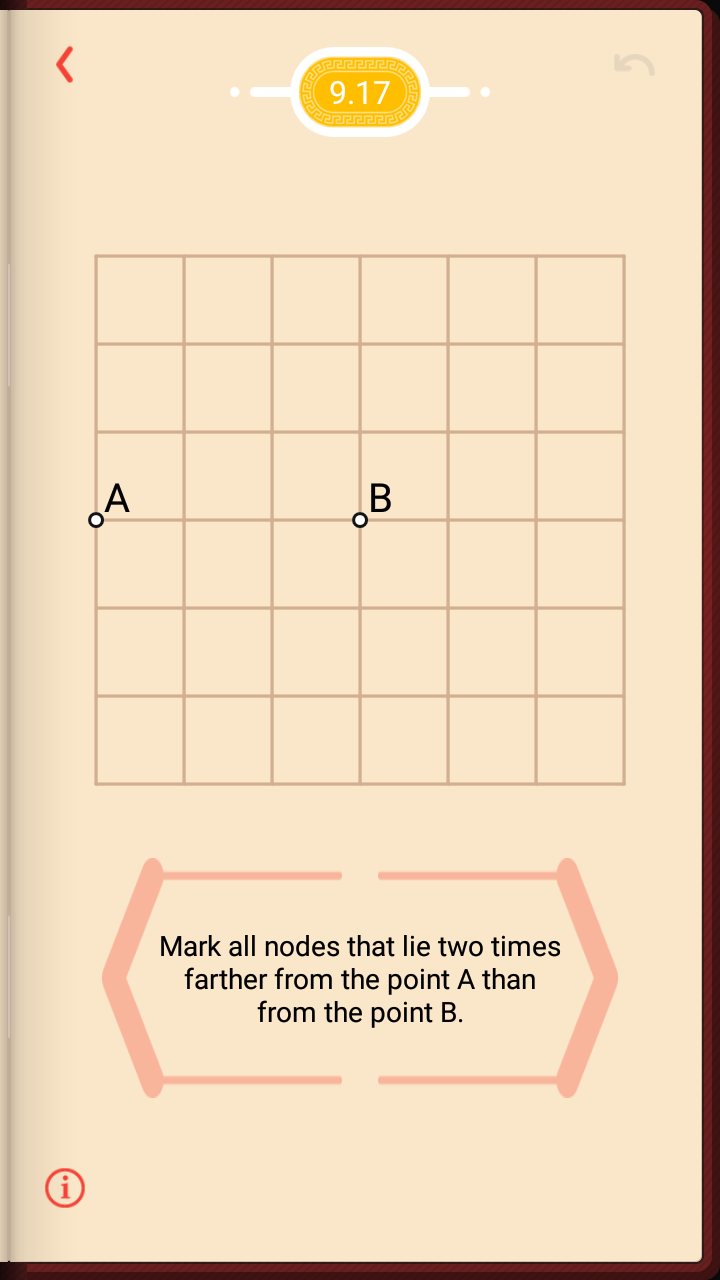 9.17
A
B
Mark all nodes that lie two times
farther from the point A than
from the point B.
i